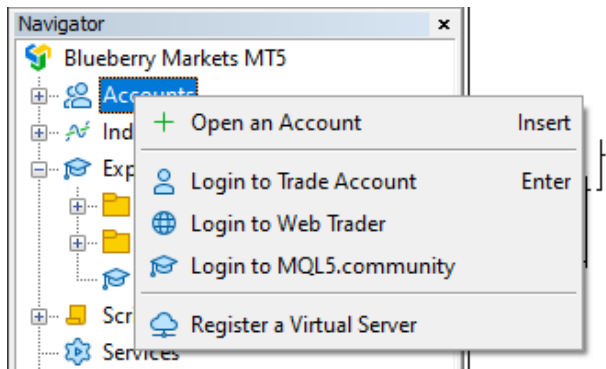 Navigator
Blueberry Markets MT5
Accounts
Open an Account Insert
Ind
Exp
Login to Trade Account Enter
Login to Web Trader
Login to MQL5.community
Scr
Register a Virtual Server
Services